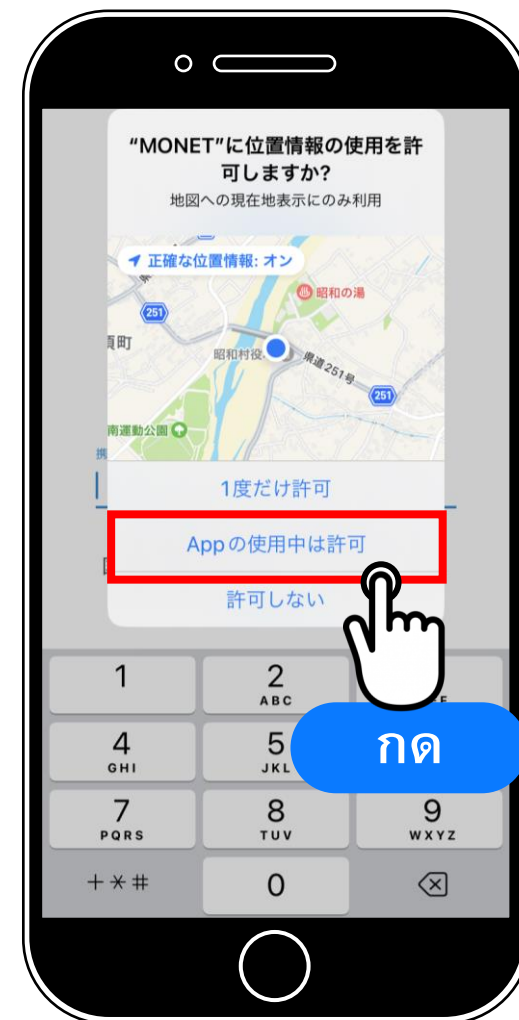 “MONET”に位置情報の使用を許
可しますか?
地図への現在地表示にのみ利用
正確な位置情報: オン
昭和の湯
251
頁町
昭和村役
県道251号
251
南運動公園
携
1度だけ許可
Appの使用中は許可
許可しない
1
2
ABC
กด
4
GHI
5
JKL
7
PQRS
8
TUV
9
WXYZ
+*#
0